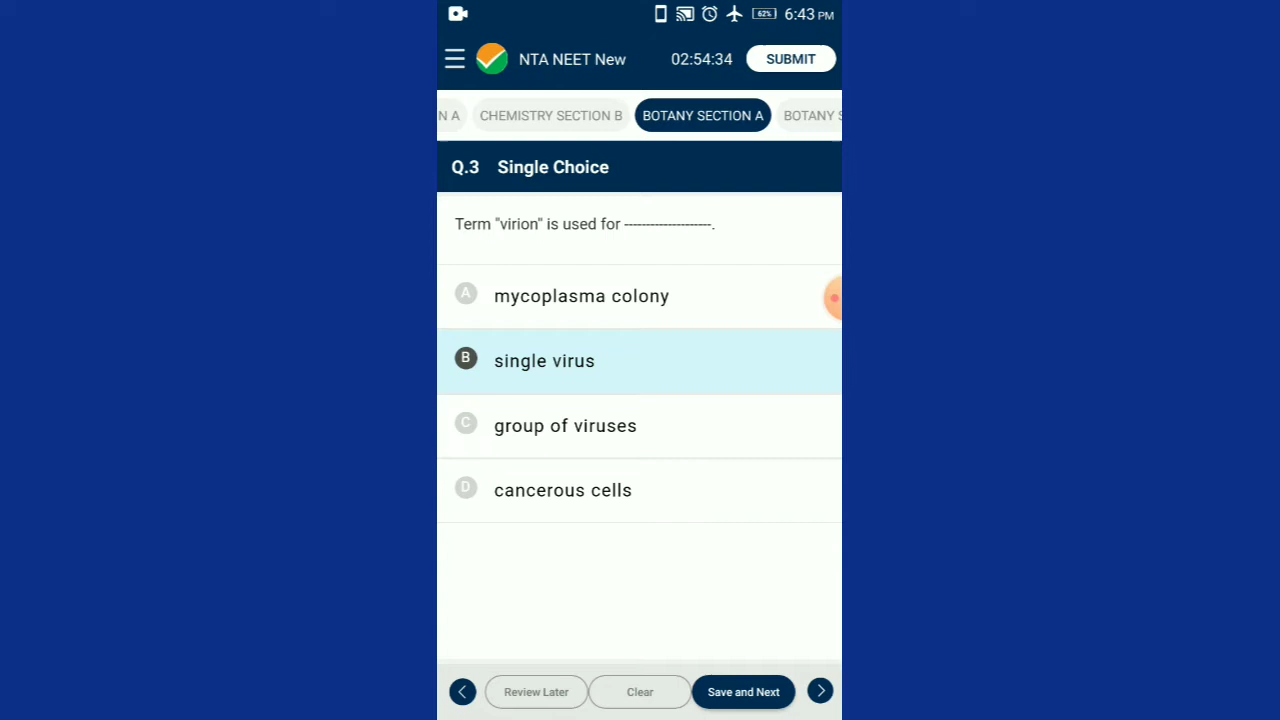 62% 6:43 PM
NTA NEET New 02:54:34 SUBMIT
N A CHEMISTRY SECTION B BOTANY SECTION A BOTANY S
Q.3 Single Choice
Term "virion" is used for --------------------.
A mycoplasma colony
B single virus
C group of viruses
D cancerous cells
Review Later Clear Save and Next